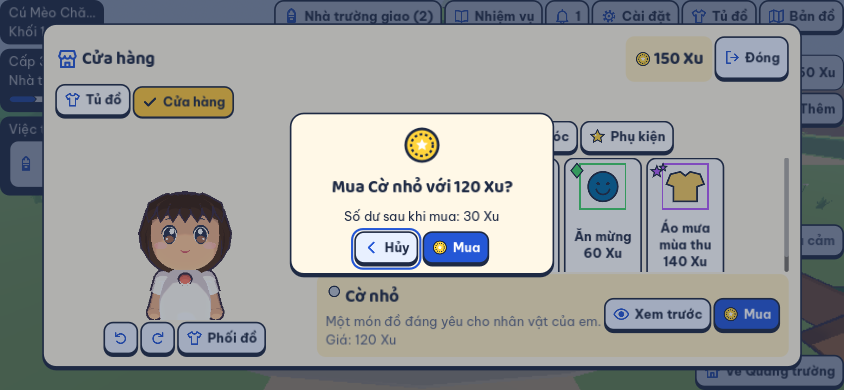 Cú Mèo Chă...
Khối 1
Nhà trường giao (2)
Nhiệm vụ
1
Cài đặt
Tủ đồ
Bản đồ
Cửa hàng
150 Xu
Đóng
Cấp 3
Nhà t
50 Xu
Thêm
Việc t
Tủ đồ
Cửa hàng
óc
Phụ kiện
Mua Cờ nhỏ với 120 Xu?
Số dư sau khi mua: 30 Xu
Hủy
Mua
Ăn mừng
60 Xu
Áo mưa
mùa thu
140 Xu
cảm
Cờ nhỏ
Một món đồ đáng yêu cho nhân vật của em.
Giá: 120 Xu
Xem trước
Mua
Phối đồ
Về Quảng trường